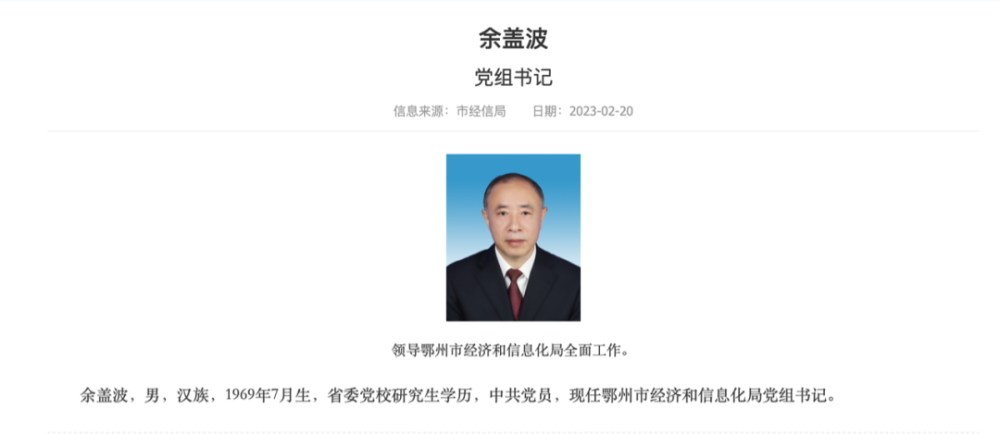 余盖波
党组书记
信息来源：市经信局 日期：2023-02-20
领导鄂州市经济和信息化局全面工作。
余盖波，男，汉族，1969年7月生，省委党校研究生学历，中共党员，现任鄂州市经济和信息化局党组书记。